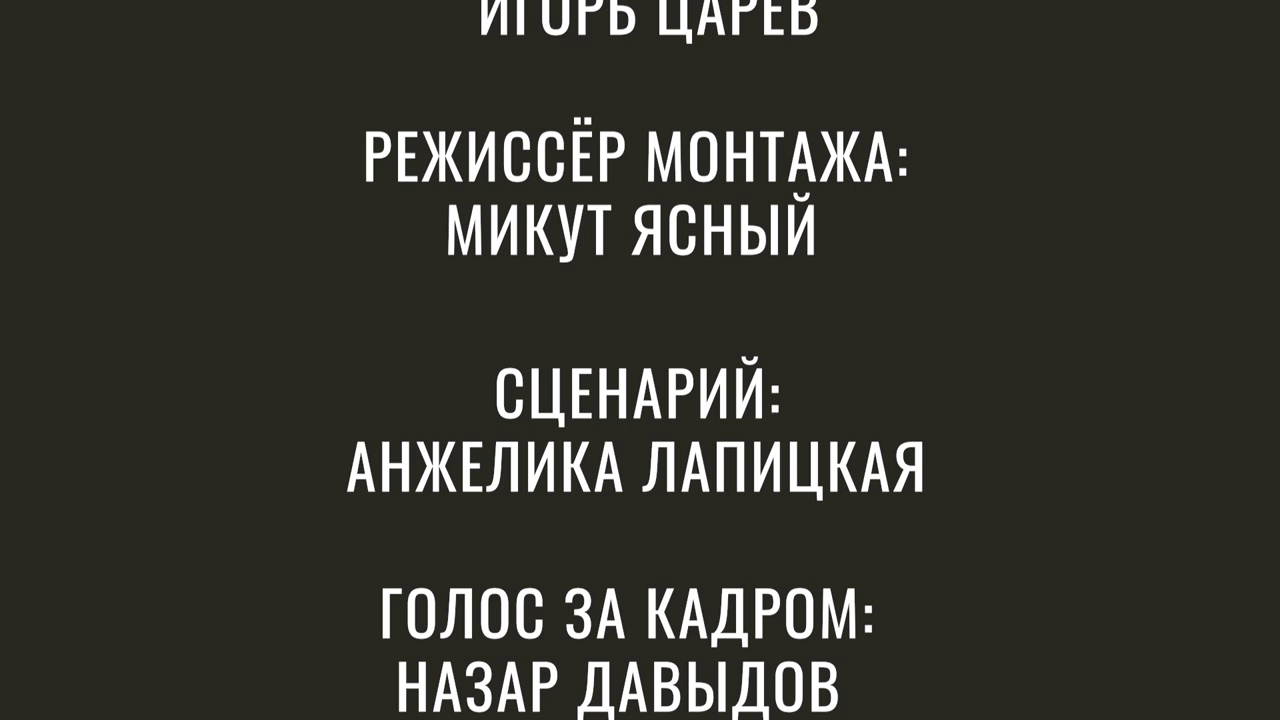 ИГОРЬ ЦАРЕВ
РЕЖИССЁР МОНТАЖА:
МИКУТ ЯСНЫЙ
СЦЕНАРИЙ:
АНЖЕЛИКА ЛАПИЦКАЯ
ГОЛОС ЗА КАДРОМ:
НАЗАР ДАВЫДОВ